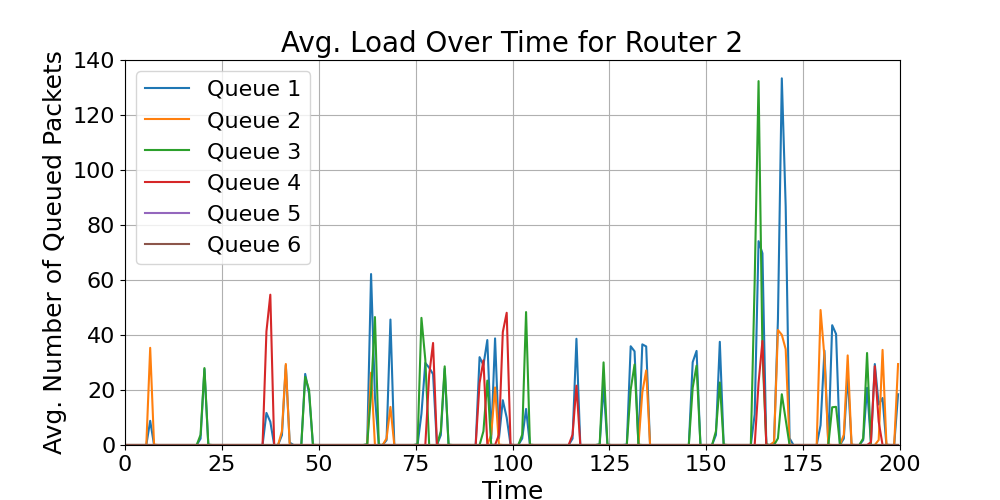 Avg. Load Over Time for Router 2
Avg. Number of Queued Packets
140
120
100
80
60
40
20
0
Queue 1
Queue 2
Queue 3
Queue 4
Queue 5
Queue 6
0 25 50 75 100 125 150 175 200
Time